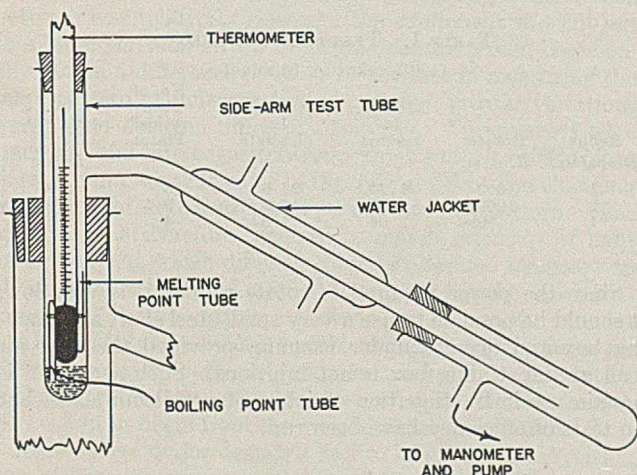 THERMOMETER
SIDE-ARM TEST TUBE
WATER JACKET
MELTING
POINT TUBE
BOILING POINT TUBE
TO MANOMETER
AND PUMP